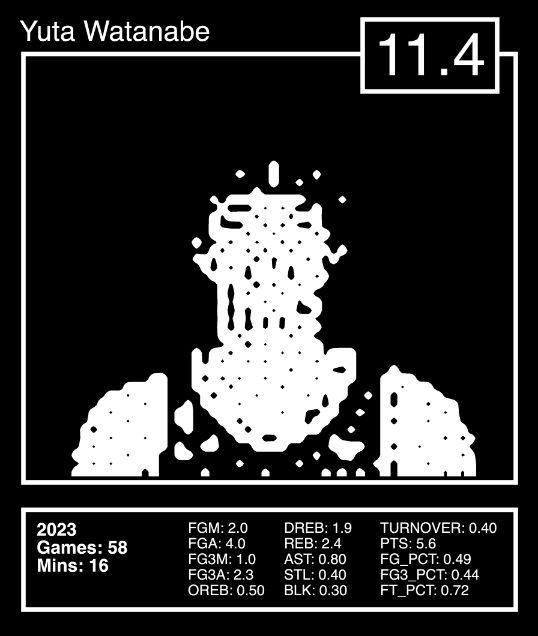 Yuta Watanabe
11.4
2023
Games: 58
Mins: 16
FGM: 2.0
FGA: 4.0
FG3M: 1.0
FG3A: 2.3
OREB: 0.50
DREB: 1.9
REB: 2.4
AST: 0.80
STL: 0.40
BLK: 0.30
TURNOVER: 0.40
PTS: 5.6
FG_PCT: 0.49
FG3_PCT: 0.44
FT_PCT: 0.72